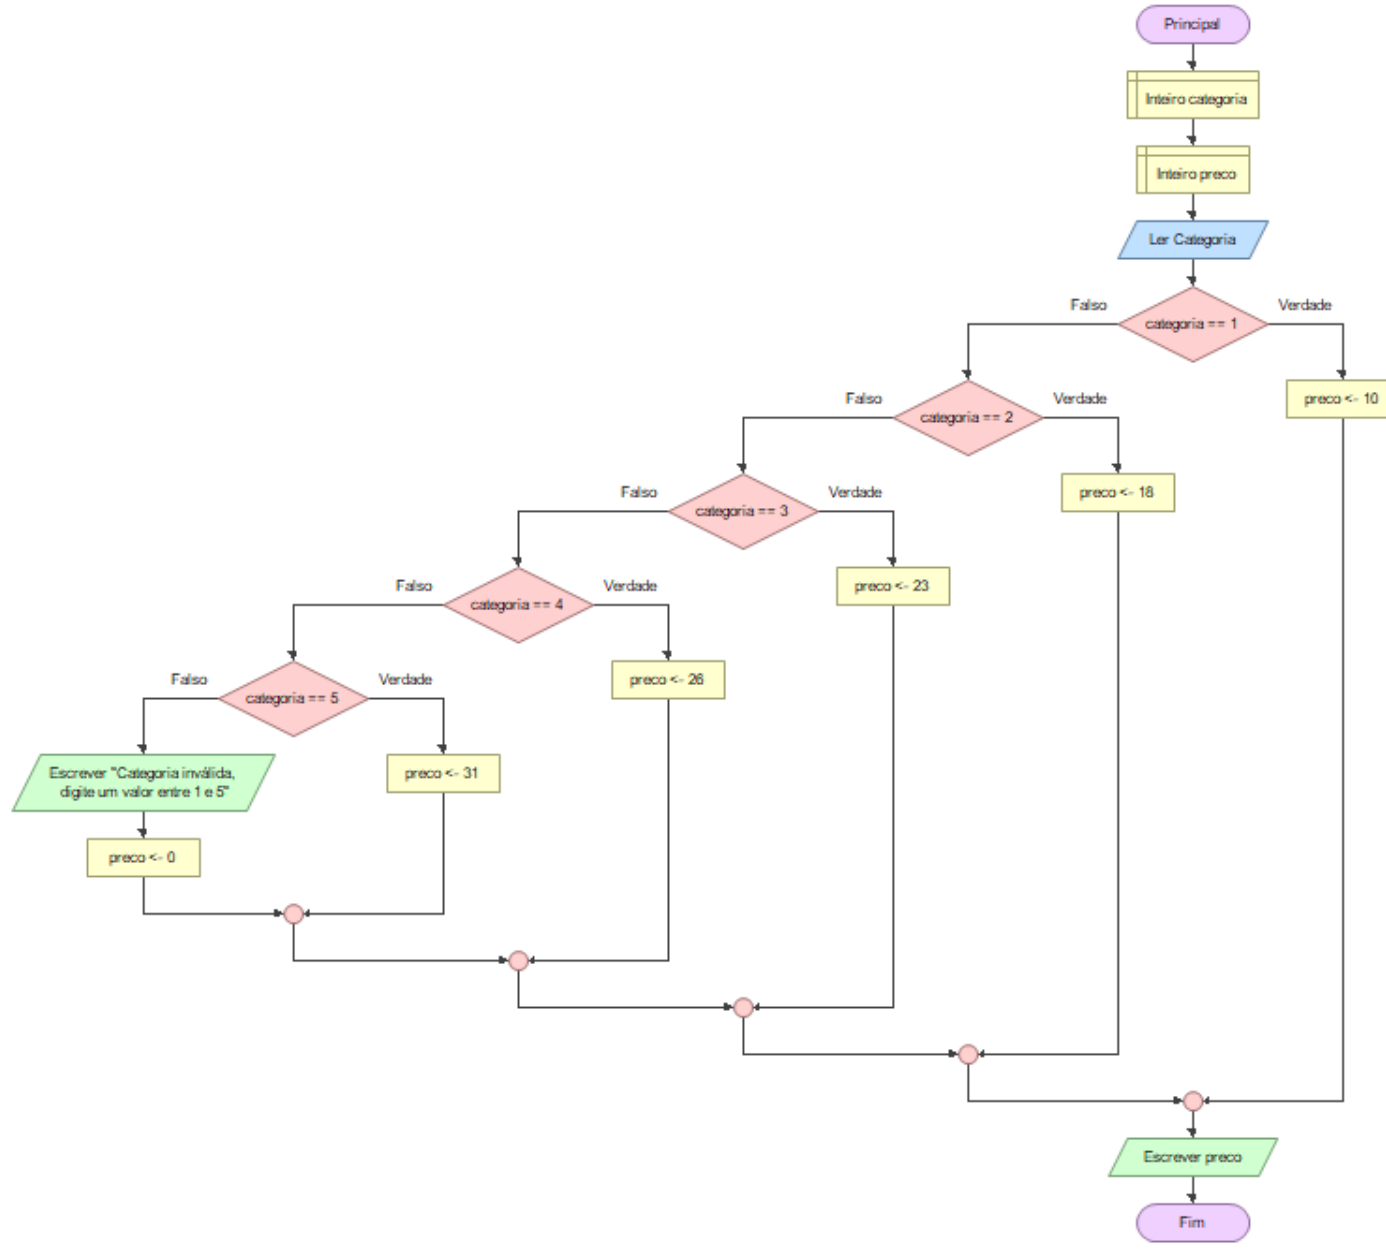 Principal
Inteiro categoria
Inteiro preco
Ler Categoria
Falso
categoria == 1
Verdade
preco <- 10
Falso
categoria == 2
Verdade
preco <- 18
Falso
categoria == 3
Verdade
preco <- 23
Falso
categoria == 4
Verdade
preco <- 26
Falso
categoria == 5
Verdade
preco <- 31
Escrever "Categoria inválida,
digite um valor entre 1 e 5"
preco <- 0
Escrever preco
Fim